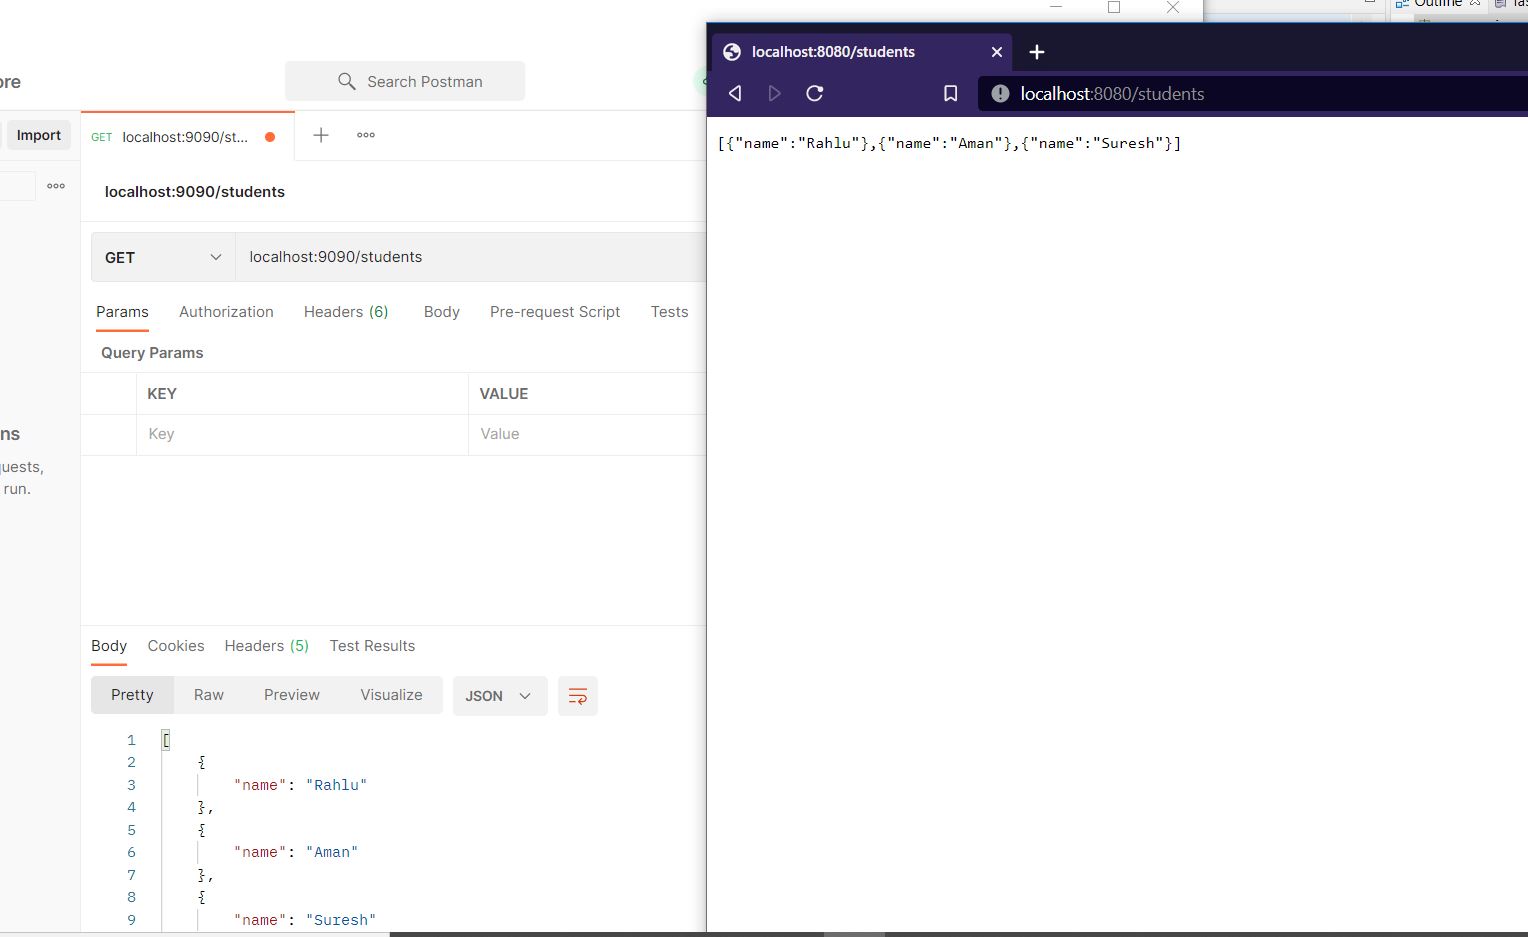 ore
Search Postman
Import
GET localhost:9090/st...
localhost:9090/students
GET
localhost:9090/students
Params Authorization Headers (6) Body Pre-request Script Tests
Query Params
KEY VALUE
Key Value
ns
quests,
run.
Body Cookies Headers (5) Test Results
Pretty Raw Preview Visualize JSON
1 [
2 {
3 "name": "Rahlu"
4 },
5 {
6 "name": "Aman"
7 },
8 {
9 "name": "Suresh"
Outline
localhost:8080/students
localhost:8080/students
[{"name":"Rahlu"},{"name":"Aman"},{"name":"Suresh"}]